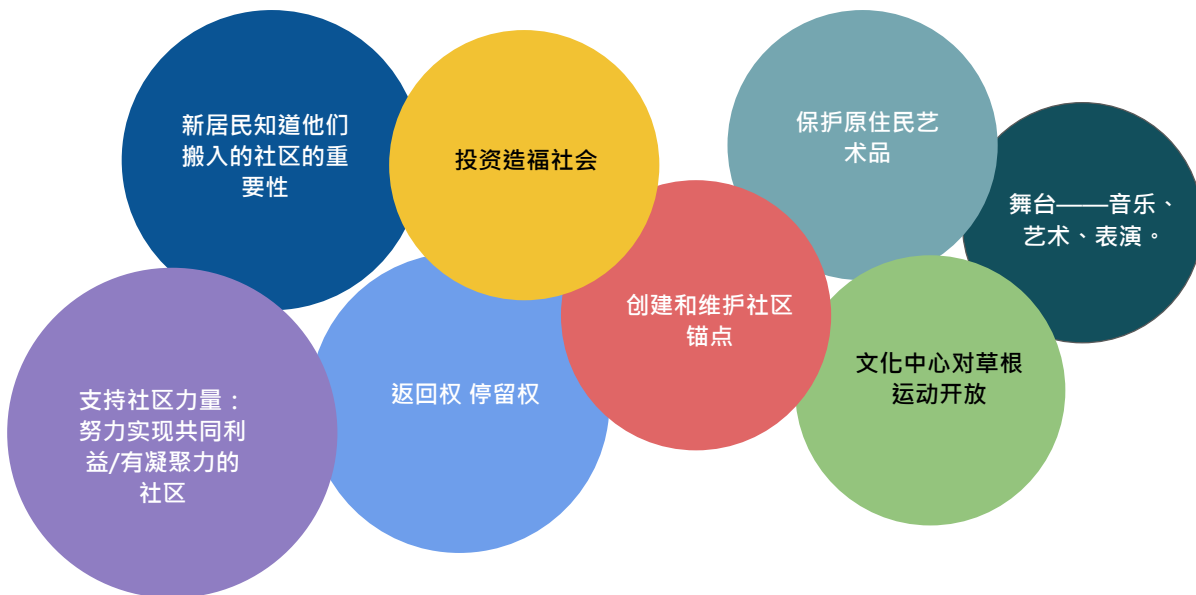 新居民知道他们
搬入的社区的重
要性
投资造福社会
保护原住民艺
术品
舞台——音乐、
艺术、表演。
创建和维护社区
锚点
文化中心对草根
运动开放
返回权 停留权
支持社区力量：
努力实现共同利
益/有凝聚力的
社区